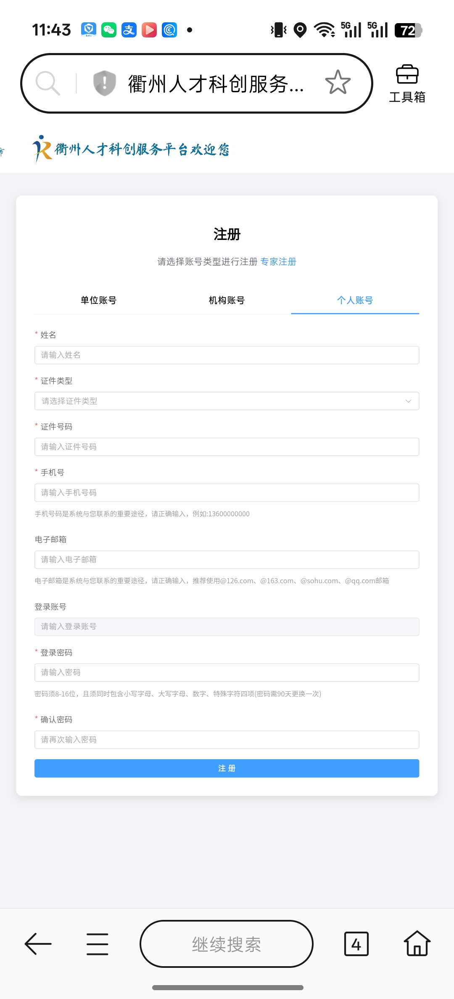 11:43
5G
5G
72
衢州人才科创服务...
工具箱
衢州人才科创服务平台欢迎您
注册
请选择账号类型进行注册 专家注册
单位账号
机构账号
个人账号
* 姓名
请输入姓名
* 证件类型
请选择证件类型
* 证件号码
请输入证件号码
* 手机号
请输入手机号码
手机号码是系统与您联系的重要途径，请正确输入，例如:13600000000
电子邮箱
请输入电子邮箱
电子邮箱是系统与您联系的重要途径，请正确输入，推荐使用@126.com、@163.com、@sohu.com、@qq.com邮箱
登录账号
请输入登录账号
* 登录密码
请输入密码
密码须8-16位，且须同时包含小写字母、大写字母、数字、特殊字符四项(密码需90天更换一次)
* 确认密码
请再次输入密码
注 册
继续搜索
4